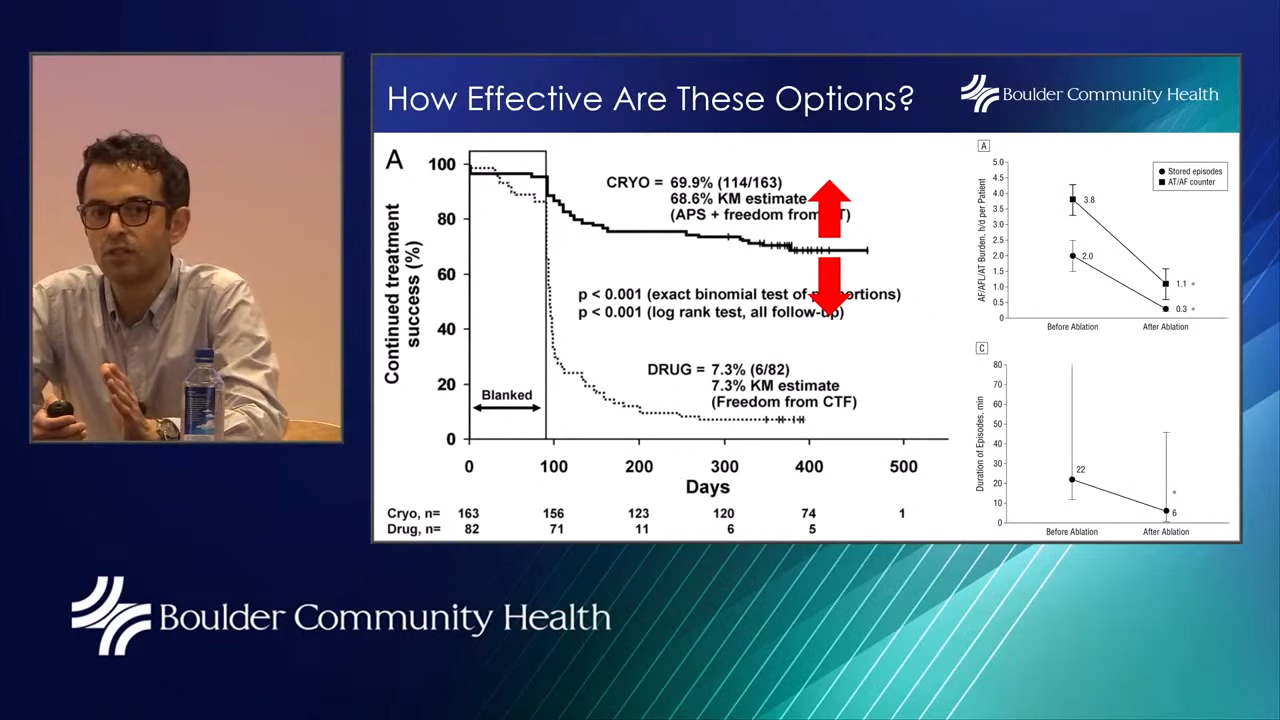 How Effective Are These Options?
Boulder Community Health
A
100
80
60
40
20
0
Continued treatment
success (%)
CRYO = 69.9% (114/163)
68.6% KM estimate
(APS + freedom from
p < 0.001 (exact binomial test of
p < 0.001 (log rank test, all follow-up)
DRUG = 7.3% (6/82)
7.3% KM estimate
(Freedom from CTF)
Blanked
0 100 200 300 400 500
Days
Cryo, n= 163 156 123 120 74 1
Drug, n= 82 71 11 6 5
A
Stored episodes
AT/AF counter
AF/AFL/AT Burden, h/d per Patient
5.0
4.5
4.0
3.5
3.0
2.5
2.0
1.5
1.0
0.5
0
3.8
2.0
1.1 *
0.3 *
Before Ablation After Ablation
C
Duration of Episodes, min
80
70
60
50
40
30
20
10
0
22
*
6
Before Ablation After Ablation
Boulder Community Health